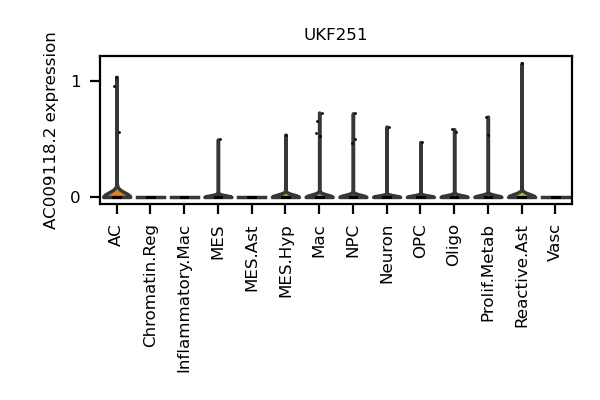 UKF251
AC009118.2 expression
1
0
AC
Chromatin.Reg
Inflammatory.Mac
MES
MES.Ast
MES.Hyp
Mac
NPC
Neuron
OPC
Oligo
Prolif.Metab
Reactive.Ast
Vasc